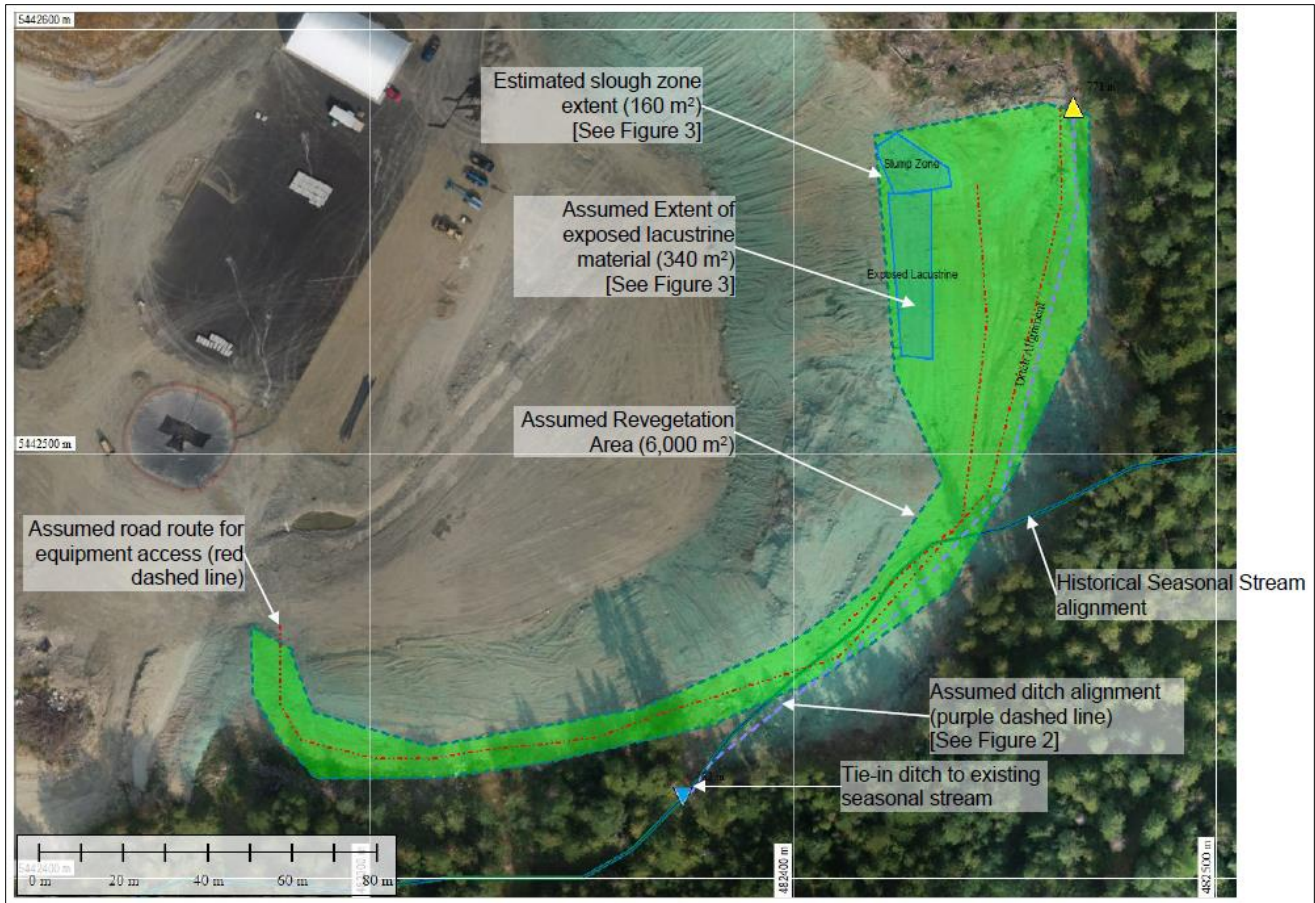 5442600 m
Estimated slough zone
extent (160 m²)
[See Figure 3]
Slump Zone
Assumed Extent of
exposed lacustrine
material (340 m²)
[See Figure 3]
Exposed Lacustrine
Ditch Alignment
Assumed Revegetation
Area (6,000 m²)
5442500 m
Assumed road route for
equipment access (red
dashed line)
Historical Seasonal Stream
alignment
Assumed ditch alignment
(purple dashed line)
[See Figure 2]
Tie-in ditch to existing
seasonal stream
5442400 m
482400 m
482500 m
0 m
20 m
40 m
60 m
80 m